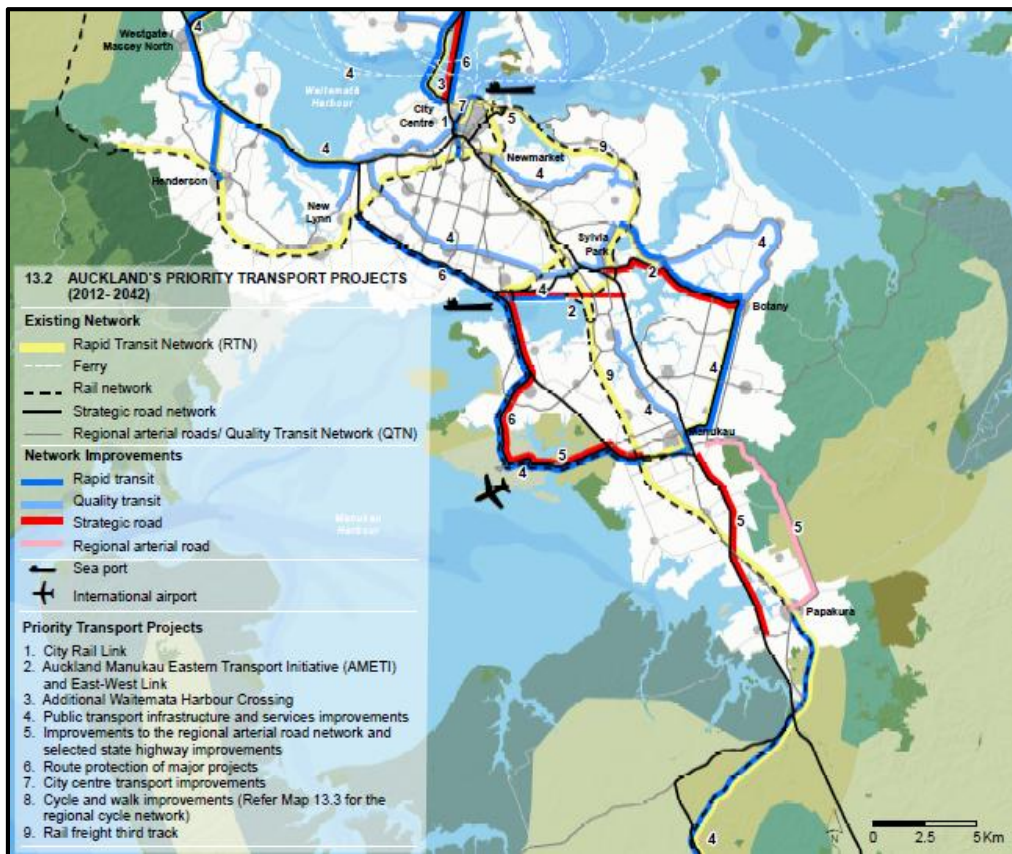 4
Westgate /
Massey North
4
6
Waitematā
Harbour
3
City
Centre
7
1
5
9
Newmarket
4
4
Henderson
New
Lynn
Sylvia
Park
4
4
2
6
4
2
Botany
13.2 AUCKLAND'S PRIORITY TRANSPORT PROJECTS
(2012- 2042)
Existing Network
Rapid Transit Network (RTN)
Ferry
Rail network
Strategic road network
Regional arterial roads/ Quality Transit Network (QTN)
Network Improvements
Rapid transit
Quality transit
Strategic road
Regional arterial road
Sea port
International airport
Priority Transport Projects
1. City Rail Link
2. Auckland Manukau Eastern Transport Initiative (AMETI)
and East-West Link
3. Additional Waitemata Harbour Crossing
4. Public transport infrastructure and services improvements
5. Improvements to the regional arterial road network and
selected state highway improvements
6. Route protection of major projects
7. City centre transport improvements
8. Cycle and walk improvements (Refer Map 13.3 for the
regional cycle network)
9. Rail freight third track
9
4
6
4
Manukau
5
4
Manukau
Harbour
5
5
Papakura
4
N
0 2.5 5 Km